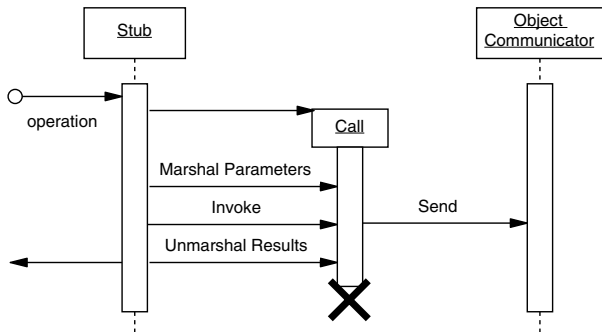 Stub
Object
Communicator
operation
Call
Marshal Parameters
Invoke
Send
Unmarshal Results